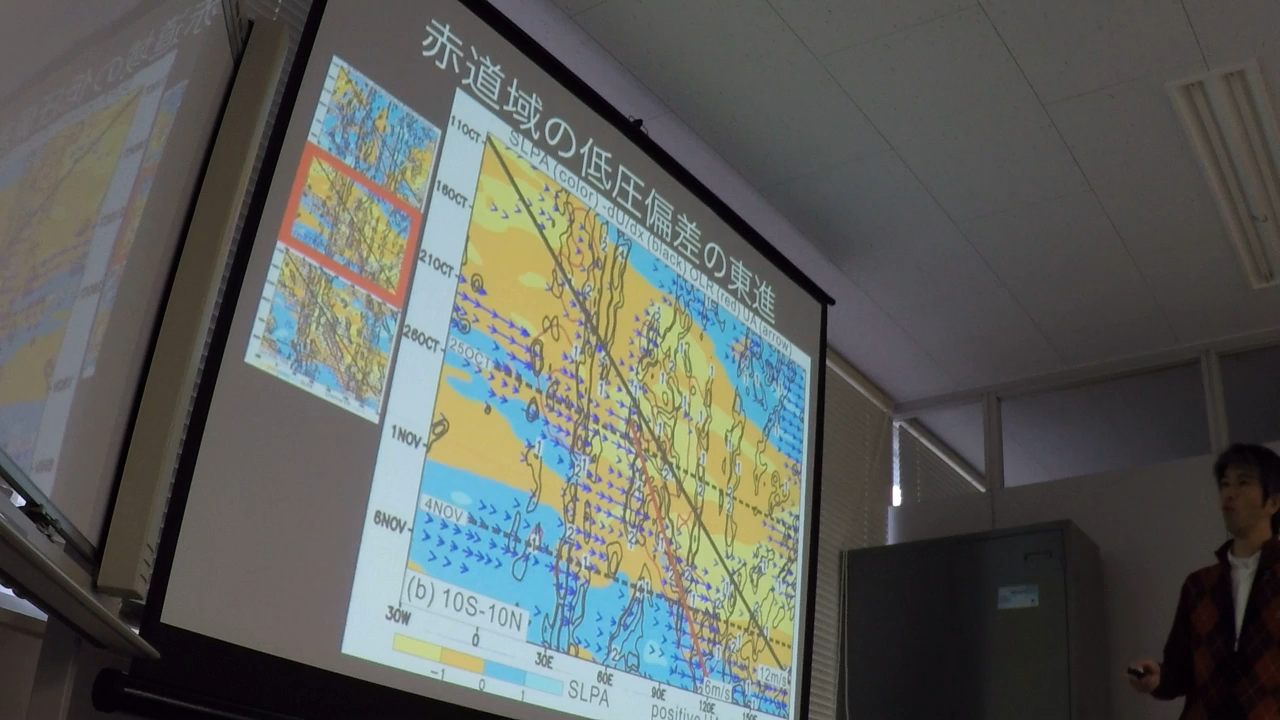 赤道域の低圧偏差の東進
SLPA (color) -dU/dx (black) OLR (red) UA (arrow)
11OCT
16OCT
21OCT
26OCT
25OCT
1NOV
4NOV
6NOV
(b) 10S-10N
30W 0 30E 60E 90E 120E 150E
6m/s 12m/s
-1 0 1 SLPA
positive